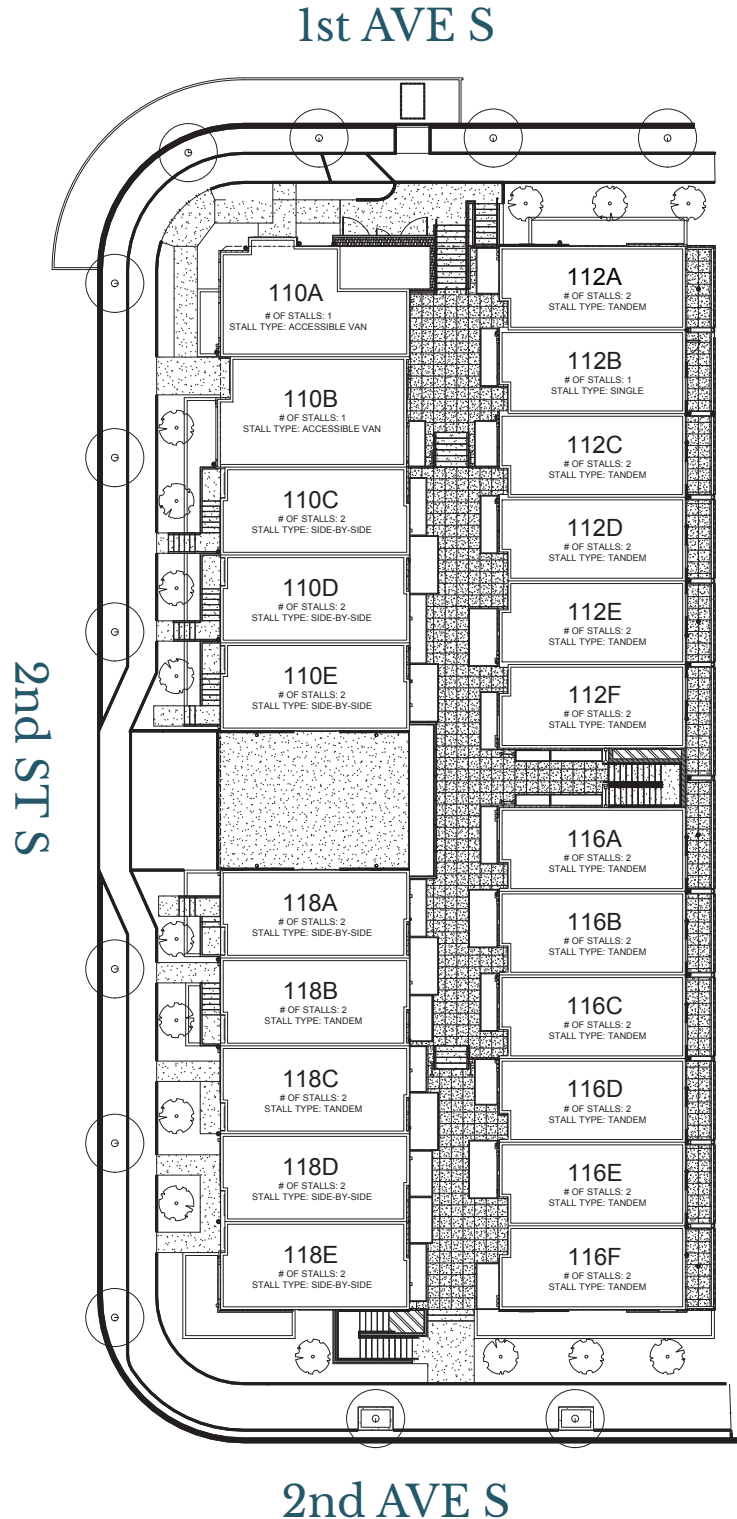 1st AVE S
110A
# OF STALLS: 1
STALL TYPE: ACCESSIBLE VAN
110B
# OF STALLS: 1
STALL TYPE: ACCESSIBLE VAN
110C
# OF STALLS: 2
STALL TYPE: SIDE-BY-SIDE
110D
# OF STALLS: 2
STALL TYPE: SIDE-BY-SIDE
110E
# OF STALLS: 2
STALL TYPE: SIDE-BY-SIDE
2nd ST S
118A
# OF STALLS: 2
STALL TYPE: SIDE-BY-SIDE
118B
# OF STALLS: 2
STALL TYPE: TANDEM
118C
# OF STALLS: 2
STALL TYPE: TANDEM
118D
# OF STALLS: 2
STALL TYPE: SIDE-BY-SIDE
118E
# OF STALLS: 2
STALL TYPE: SIDE-BY-SIDE
112A
# OF STALLS: 2
STALL TYPE: TANDEM
112B
# OF STALLS: 1
STALL TYPE: SINGLE
112C
# OF STALLS: 2
STALL TYPE: TANDEM
112D
# OF STALLS: 2
STALL TYPE: TANDEM
112E
# OF STALLS: 2
STALL TYPE: TANDEM
112F
# OF STALLS: 2
STALL TYPE: TANDEM
116A
# OF STALLS: 2
STALL TYPE: TANDEM
116B
# OF STALLS: 2
STALL TYPE: TANDEM
116C
# OF STALLS: 2
STALL TYPE: TANDEM
116D
# OF STALLS: 2
STALL TYPE: TANDEM
116E
# OF STALLS: 2
STALL TYPE: TANDEM
116F
# OF STALLS: 2
STALL TYPE: TANDEM
2nd AVE S